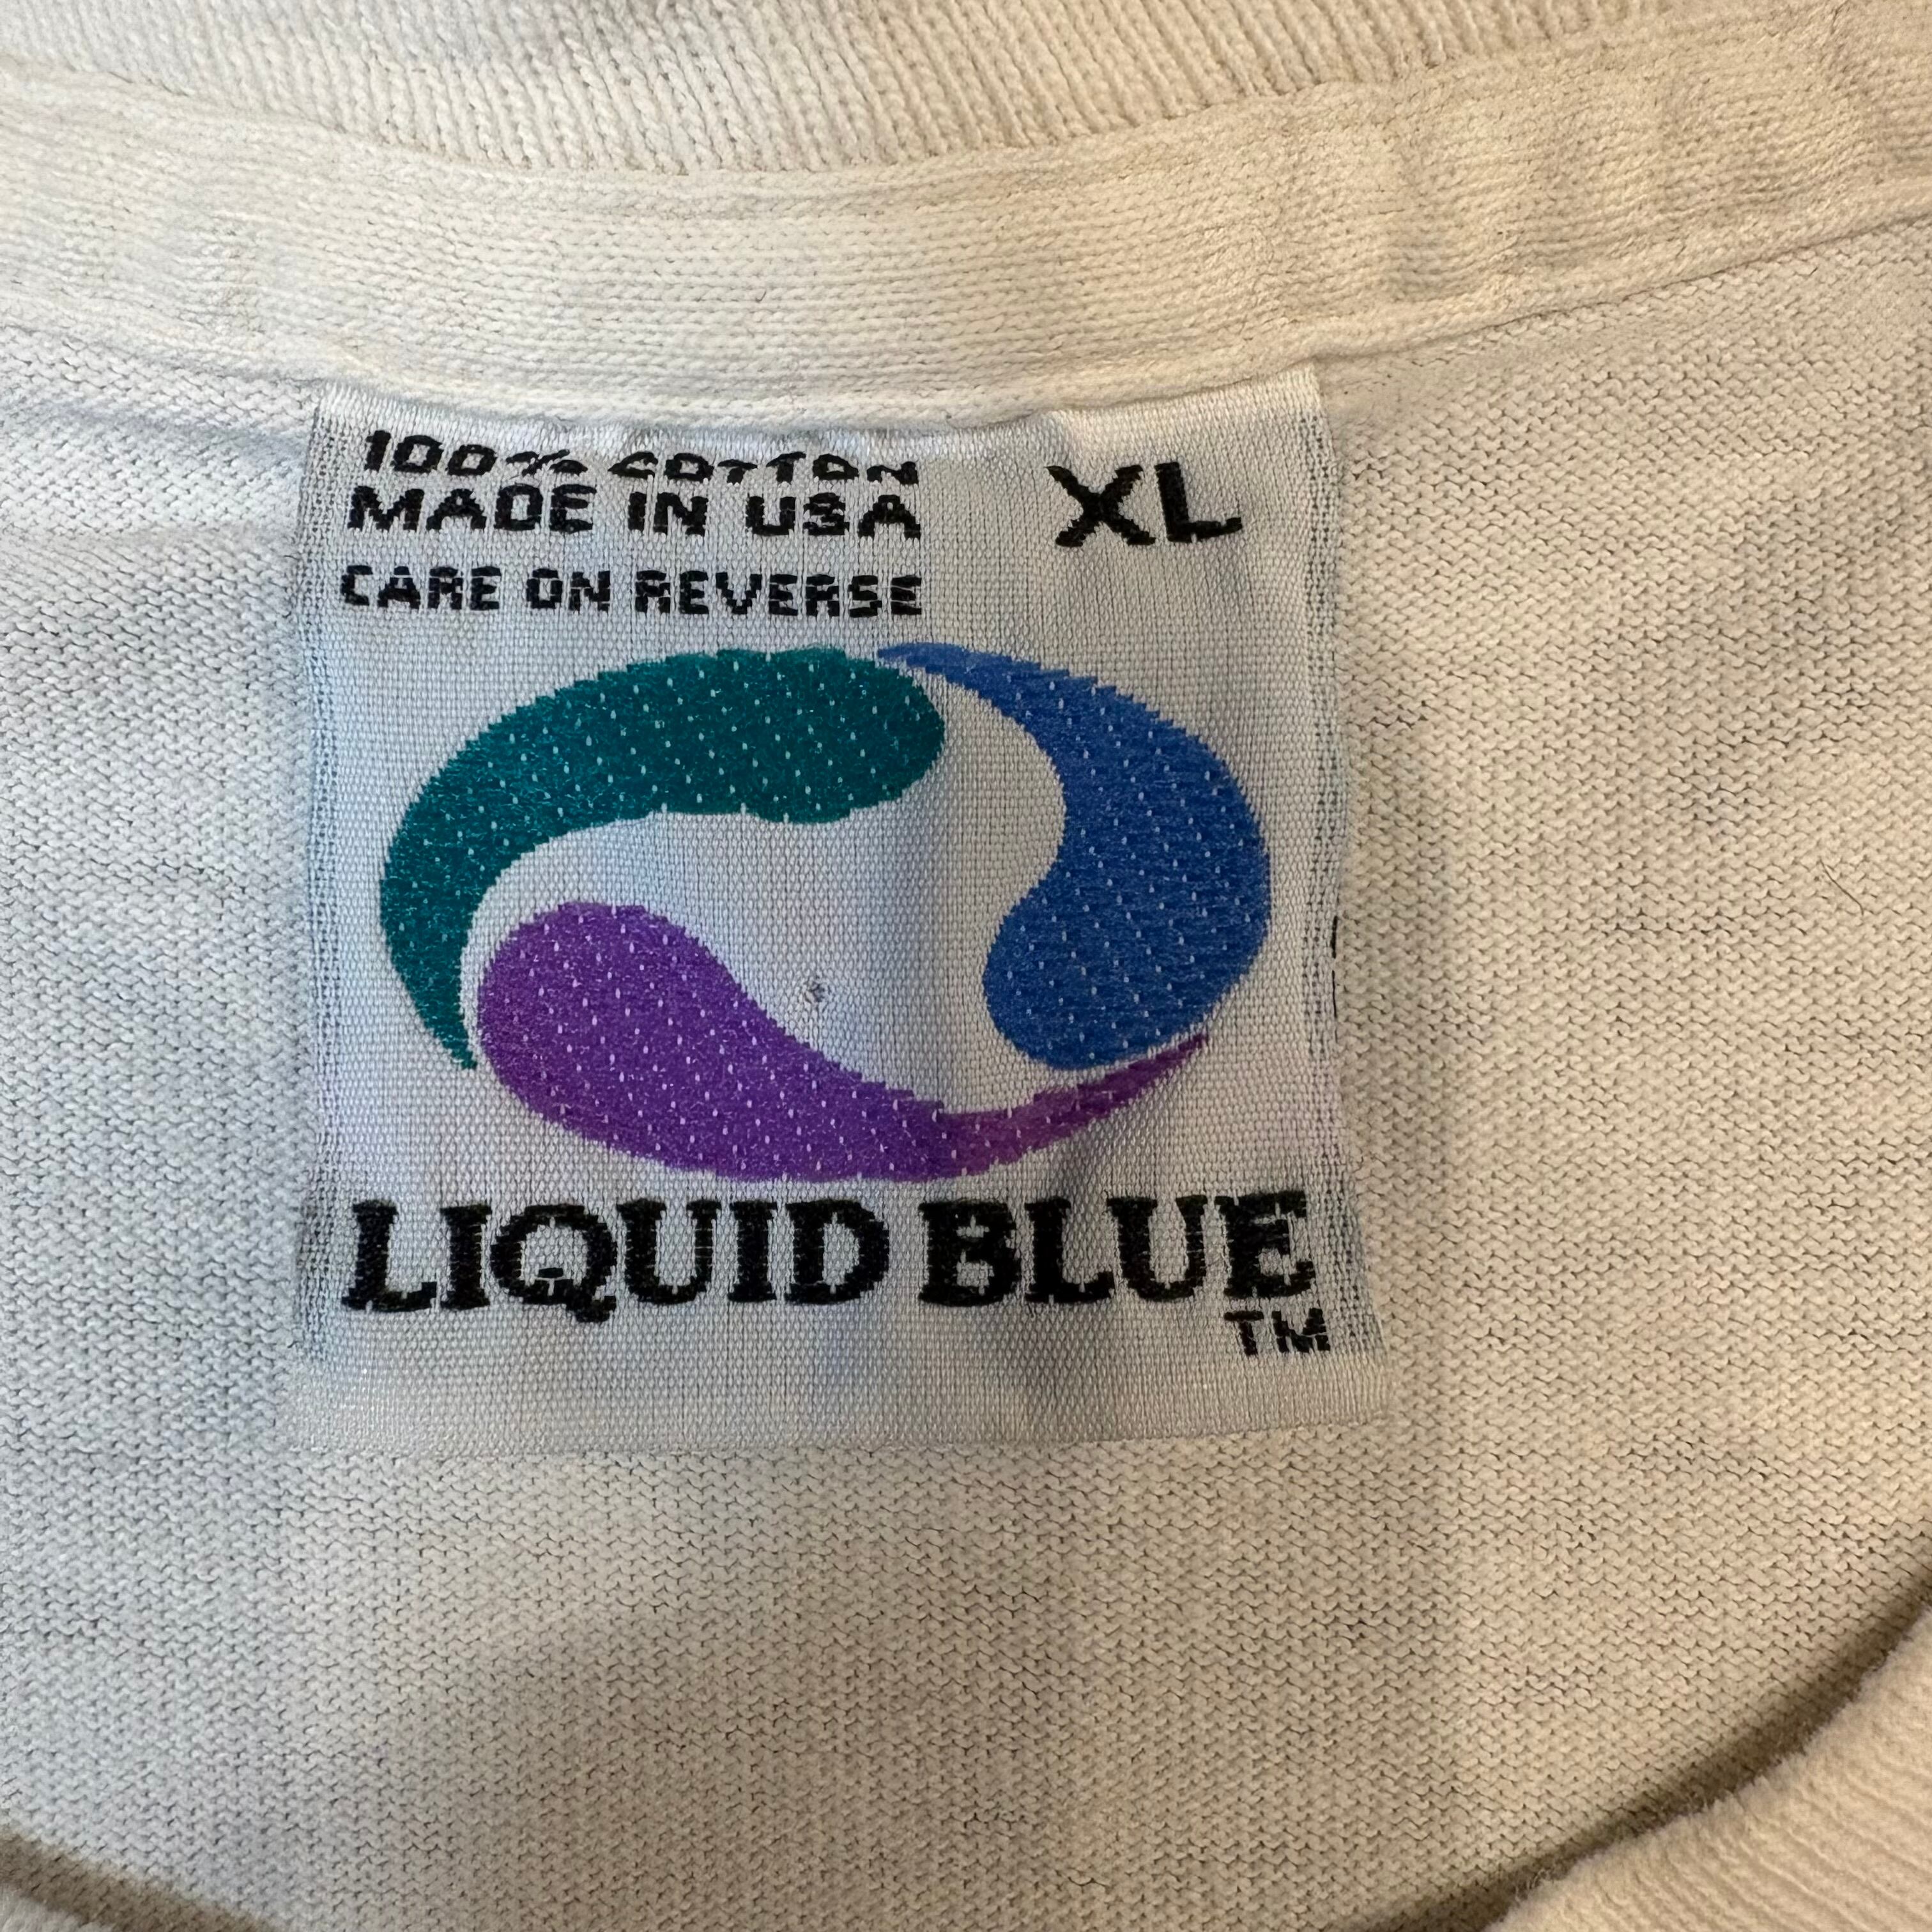 100% COTTON
MADE IN USA
XL
CARE ON REVERSE
LIQUID BLUE
TM